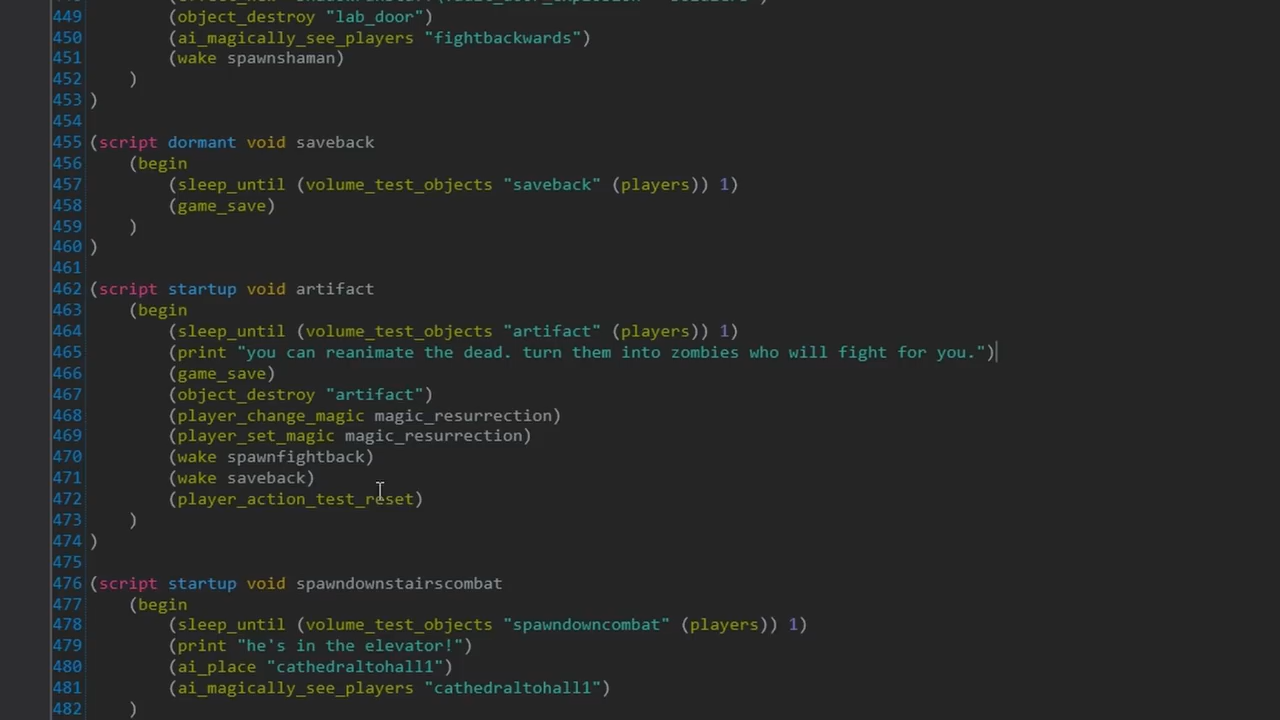 449 (object_destroy "lab_door")
450 (ai_magically_see_players "fightbackwards")
451 (wake spawnshaman)
452 )
453 )
454
455 (script dormant void saveback
456 (begin
457 (sleep_until (volume_test_objects "saveback" (players)) 1)
458 (game_save)
459 )
460 )
461
462 (script startup void artifact
463 (begin
464 (sleep_until (volume_test_objects "artifact" (players)) 1)
465 (print "you can reanimate the dead. turn them into zombies who will fight for you.")
466 (game_save)
467 (object_destroy "artifact")
468 (player_change_magic magic_resurrection)
469 (player_set_magic magic_resurrection)
470 (wake spawnfightback)
471 (wake saveback)
472 (player_action_test_reset)
473 )
474 )
475
476 (script startup void spawndownstairscombat
477 (begin
478 (sleep_until (volume_test_objects "spawndowncombat" (players)) 1)
479 (print "he's in the elevator!")
480 (ai_place "cathedraltohall1")
481 (ai_magically_see_players "cathedraltohall1")
482 )